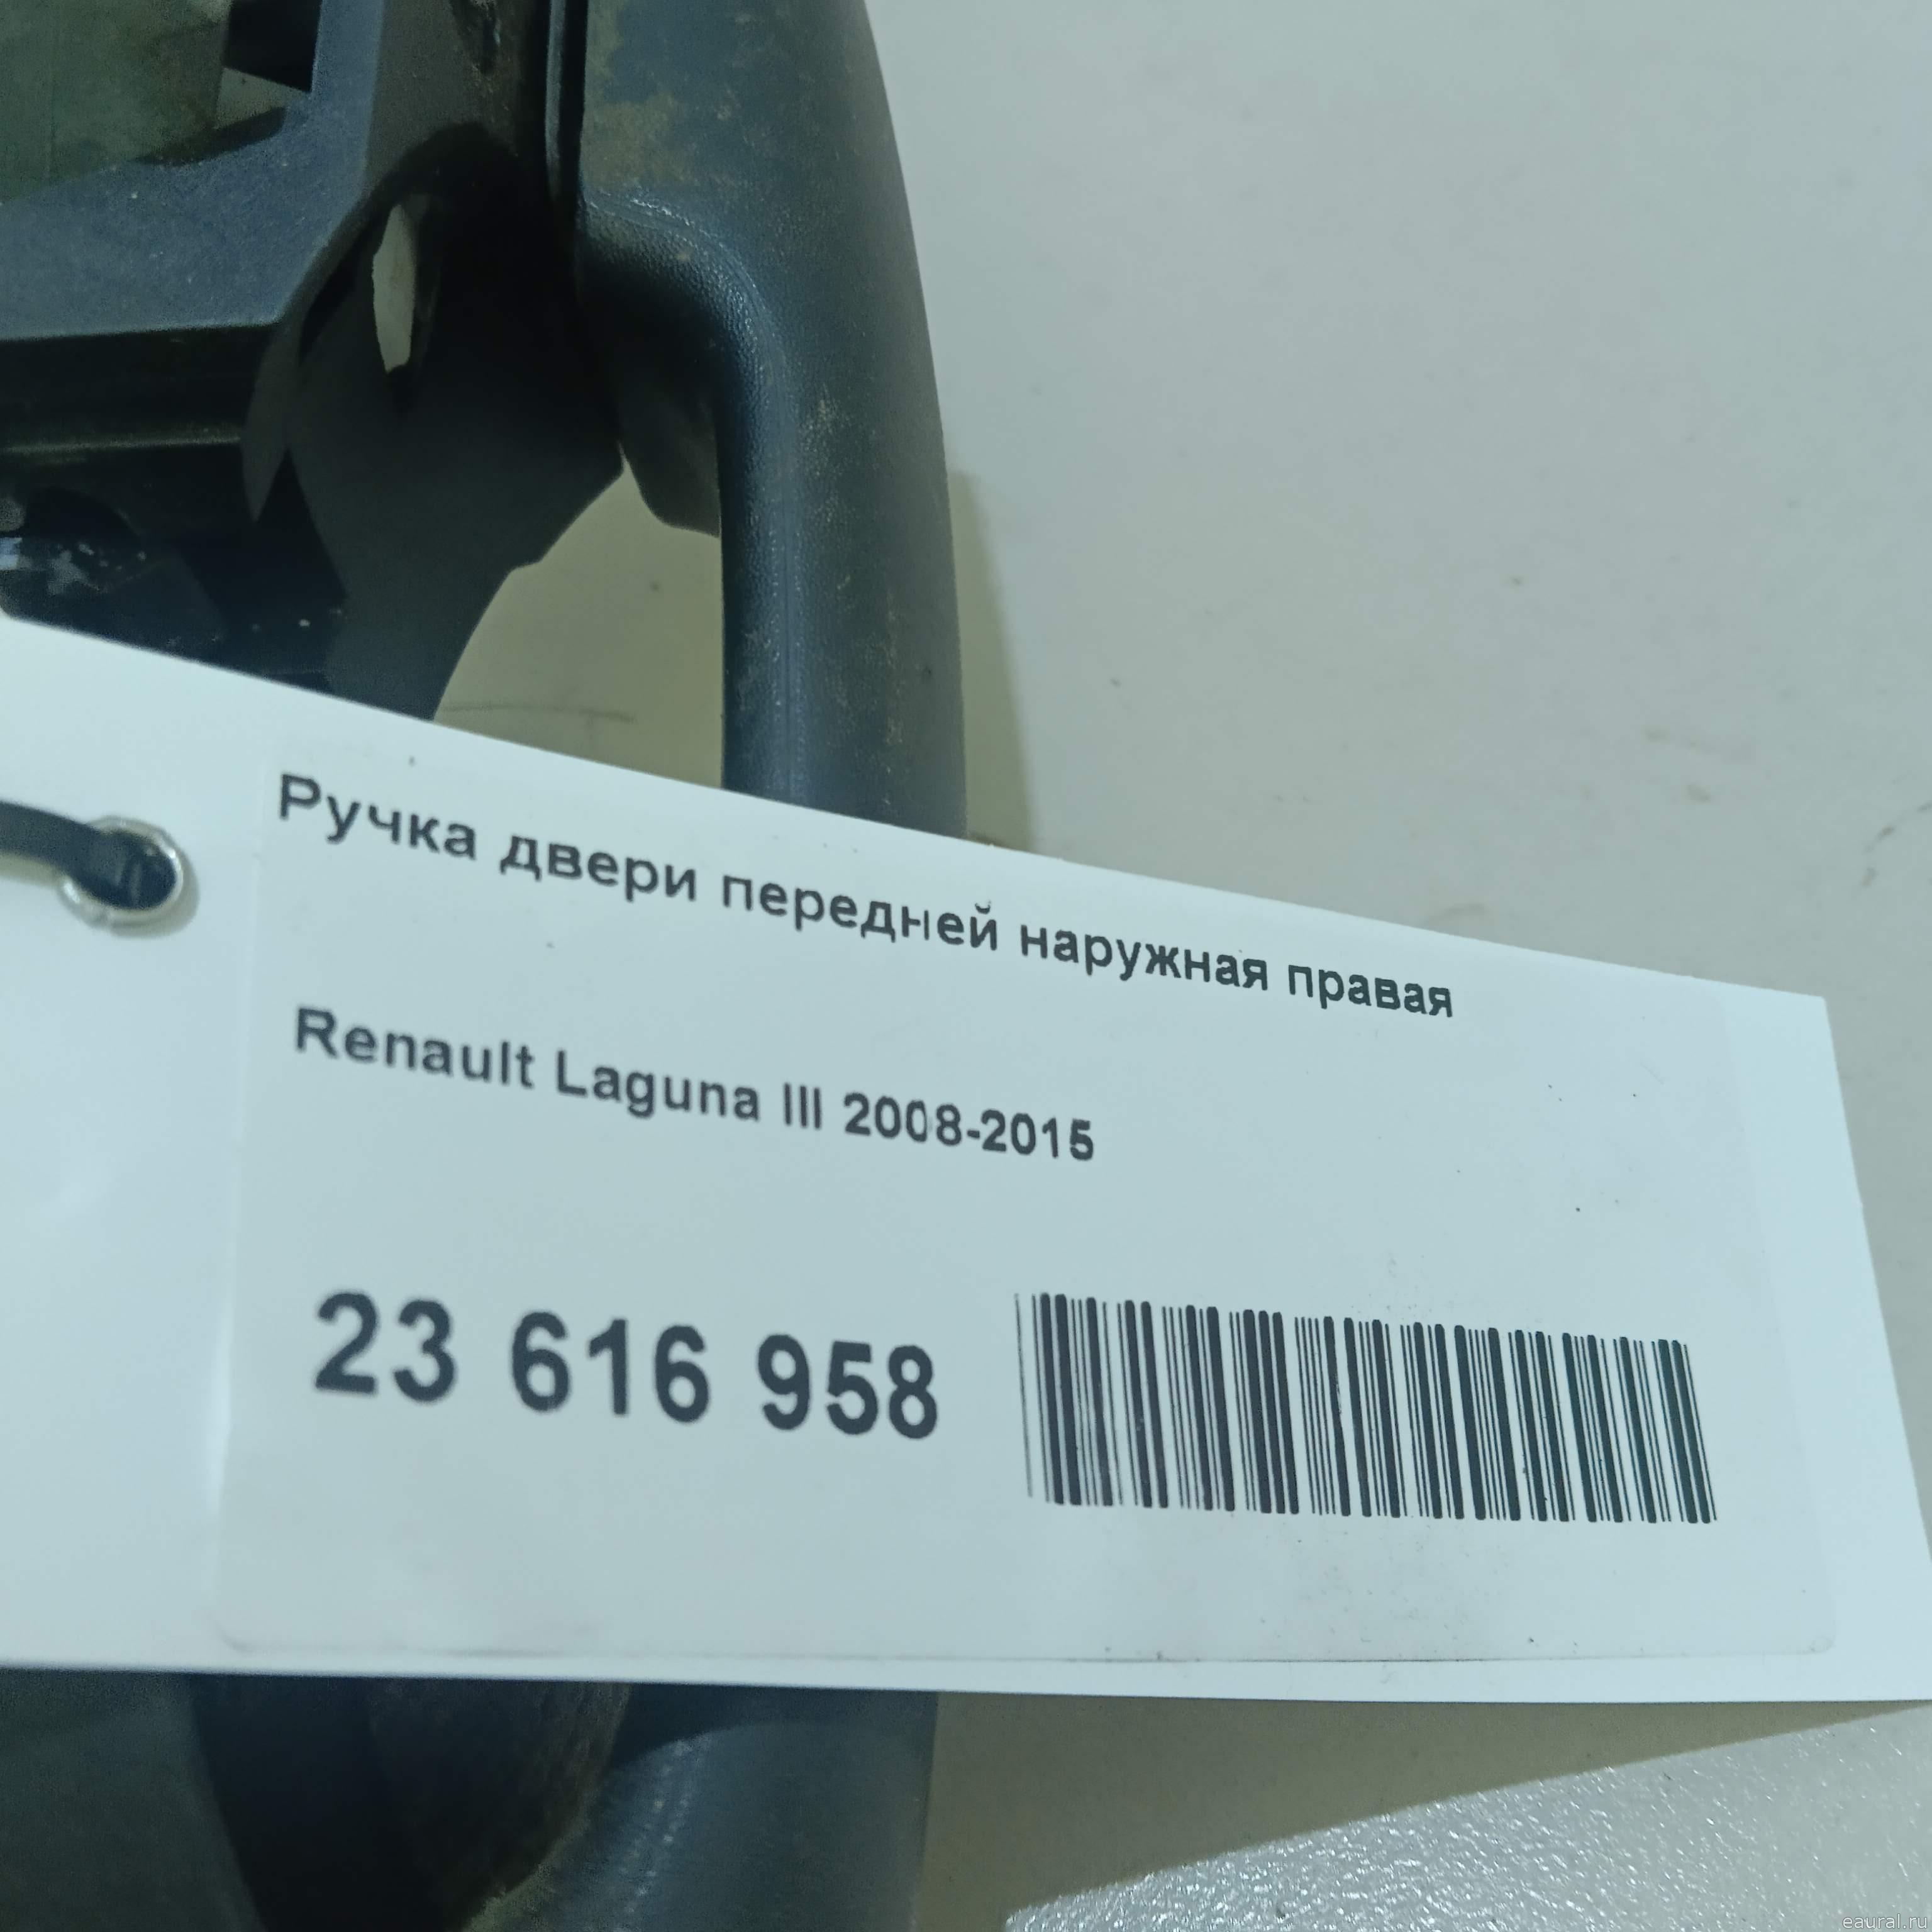 Ручка двери передней наружная правая
Renault Laguna III 2008-2015
23 616 958
eaural.ru